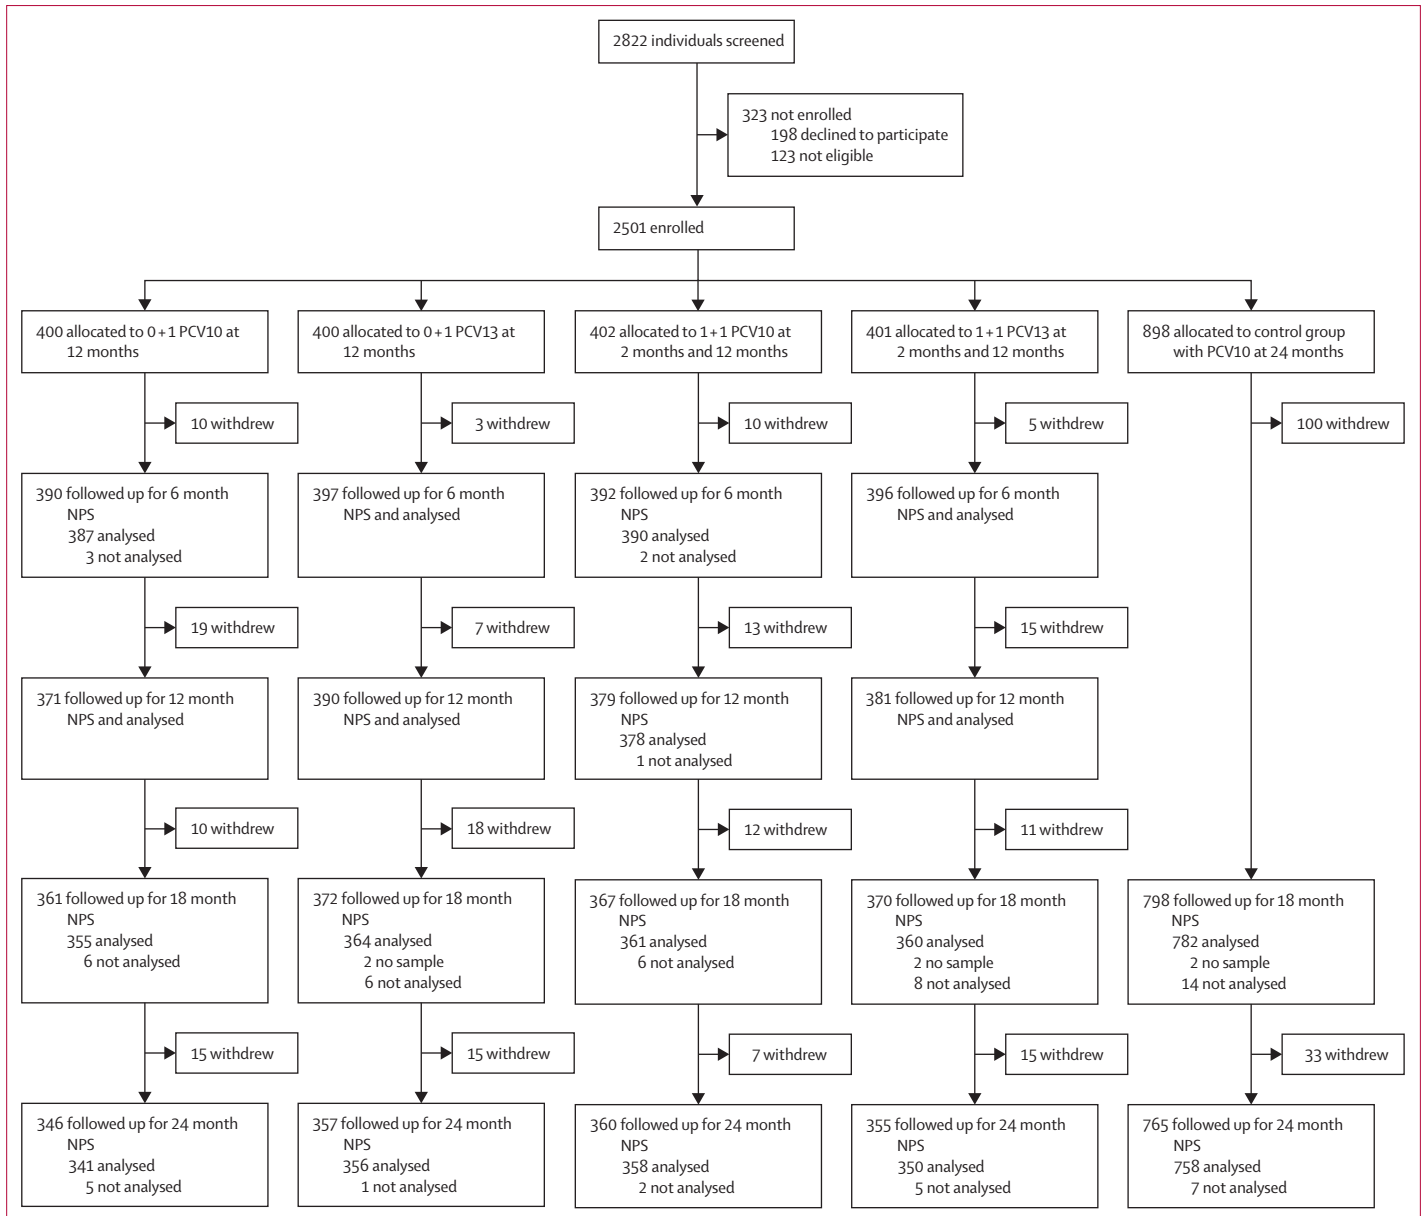 2822 individuals screened
323 not enrolled
198 declined to participate
123 not eligible
2501 enrolled
400 allocated to 0+1 PCV10 at
12 months
400 allocated to 0+1 PCV13 at
12 months
402 allocated to 1+1 PCV10 at
2 months and 12 months
401 allocated to 1+1 PCV13 at
2 months and 12 months
898 allocated to control group
with PCV10 at 24 months
10 withdrew
3 withdrew
10 withdrew
5 withdrew
100 withdrew
390 followed up for 6 month
NPS
387 analysed
3 not analysed
397 followed up for 6 month
NPS and analysed
392 followed up for 6 month
NPS
390 analysed
2 not analysed
396 followed up for 6 month
NPS and analysed
19 withdrew
7 withdrew
13 withdrew
15 withdrew
371 followed up for 12 month
NPS and analysed
390 followed up for 12 month
NPS and analysed
379 followed up for 12 month
NPS
378 analysed
1 not analysed
381 followed up for 12 month
NPS and analysed
10 withdrew
18 withdrew
12 withdrew
11 withdrew
361 followed up for 18 month
NPS
355 analysed
6 not analysed
372 followed up for 18 month
NPS
364 analysed
2 no sample
6 not analysed
367 followed up for 18 month
NPS
361 analysed
6 not analysed
370 followed up for 18 month
NPS
360 analysed
2 no sample
8 not analysed
798 followed up for 18 month
NPS
782 analysed
2 no sample
14 not analysed
15 withdrew
15 withdrew
7 withdrew
15 withdrew
33 withdrew
346 followed up for 24 month
NPS
341 analysed
5 not analysed
357 followed up for 24 month
NPS
356 analysed
1 not analysed
360 followed up for 24 month
NPS
358 analysed
2 not analysed
355 followed up for 24 month
NPS
350 analysed
5 not analysed
765 followed up for 24 month
NPS
758 analysed
7 not analysed